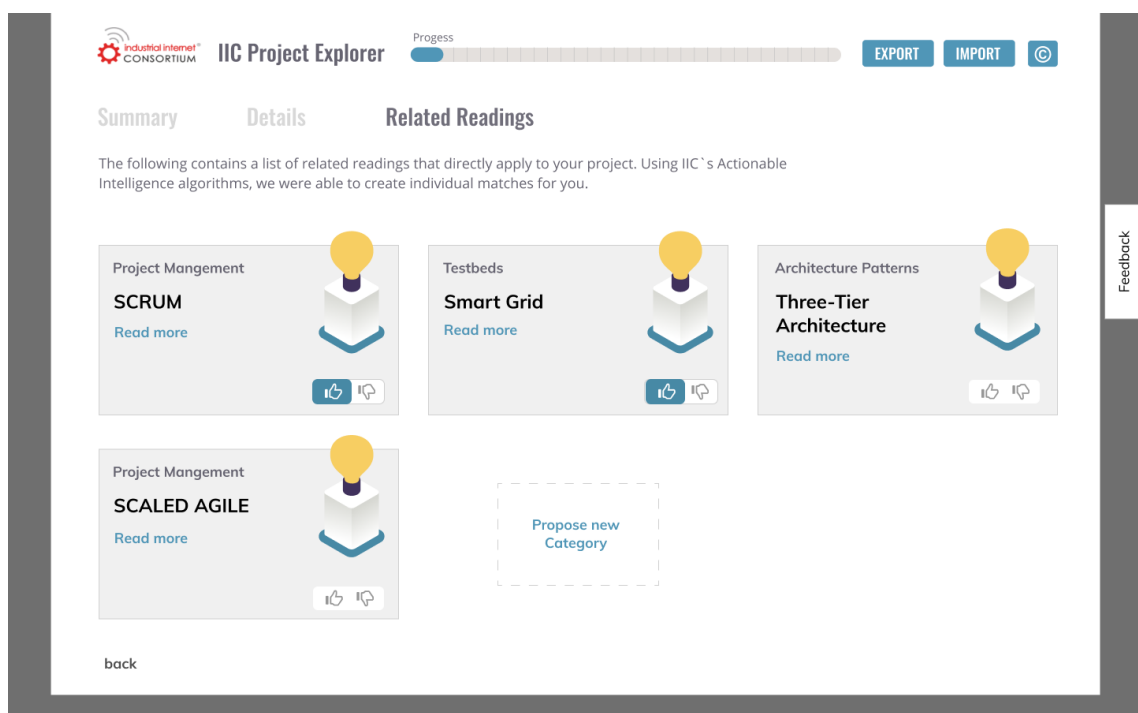 industrial internet
CONSORTIUM
IIC Project Explorer
Progess
EXPORT
IMPORT
©
Summary
Details
Related Readings
The following contains a list of related readings that directly apply to your project. Using IIC`s Actionable
Intelligence algorithms, we were able to create individual matches for you.
Feedback
Project Mangement
SCRUM
Read more
Testbeds
Smart Grid
Read more
Architecture Patterns
Three-Tier
Architecture
Read more
Project Mangement
SCALED AGILE
Read more
Propose new
Category
back